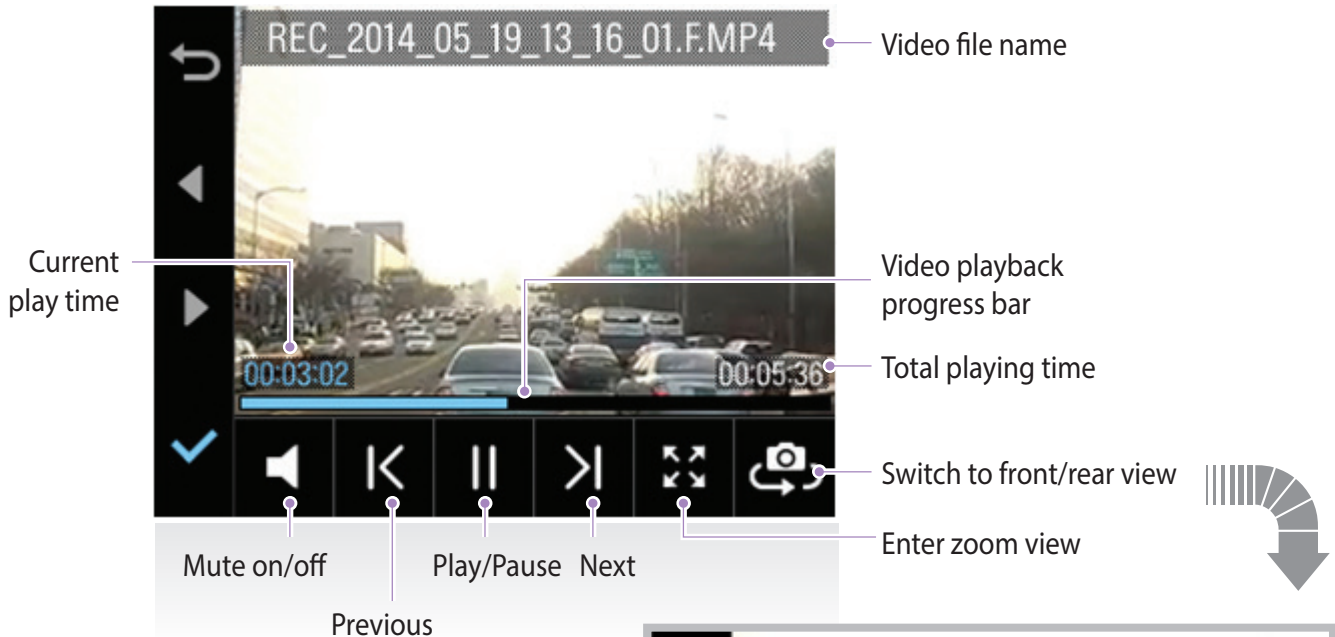 REC_2014_05_19_13_16_01.F.MP4
Video file name
Current
play time
Video playback
progress bar
00:03:02
00:05:36
Total playing time
Switch to front/rear view
Enter zoom view
Mute on/off
Play/Pause
Next
Previous